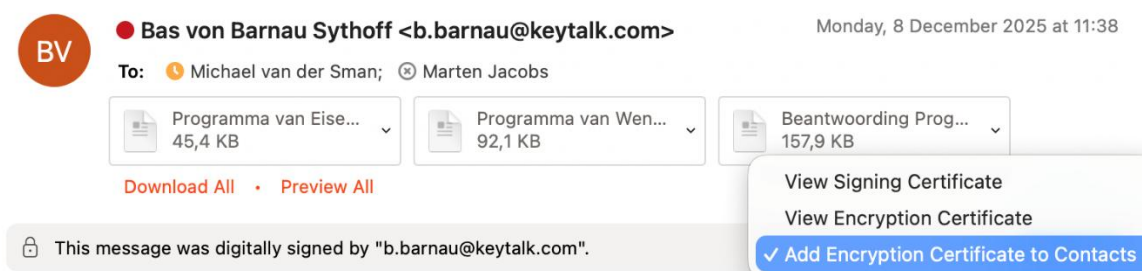 BV
Bas von Barnau Sythoff <b.barnau@keytalk.com>
Monday, 8 December 2025 at 11:38
To: Michael van der Sman; Marten Jacobs
Programma van Eise...
45,4 KB
Programma van Wen...
92,1 KB
Beantwoording Prog...
157,9 KB
Download All • Preview All
View Signing Certificate
View Encryption Certificate
✓ Add Encryption Certificate to Contacts
This message was digitally signed by "b.barnau@keytalk.com".